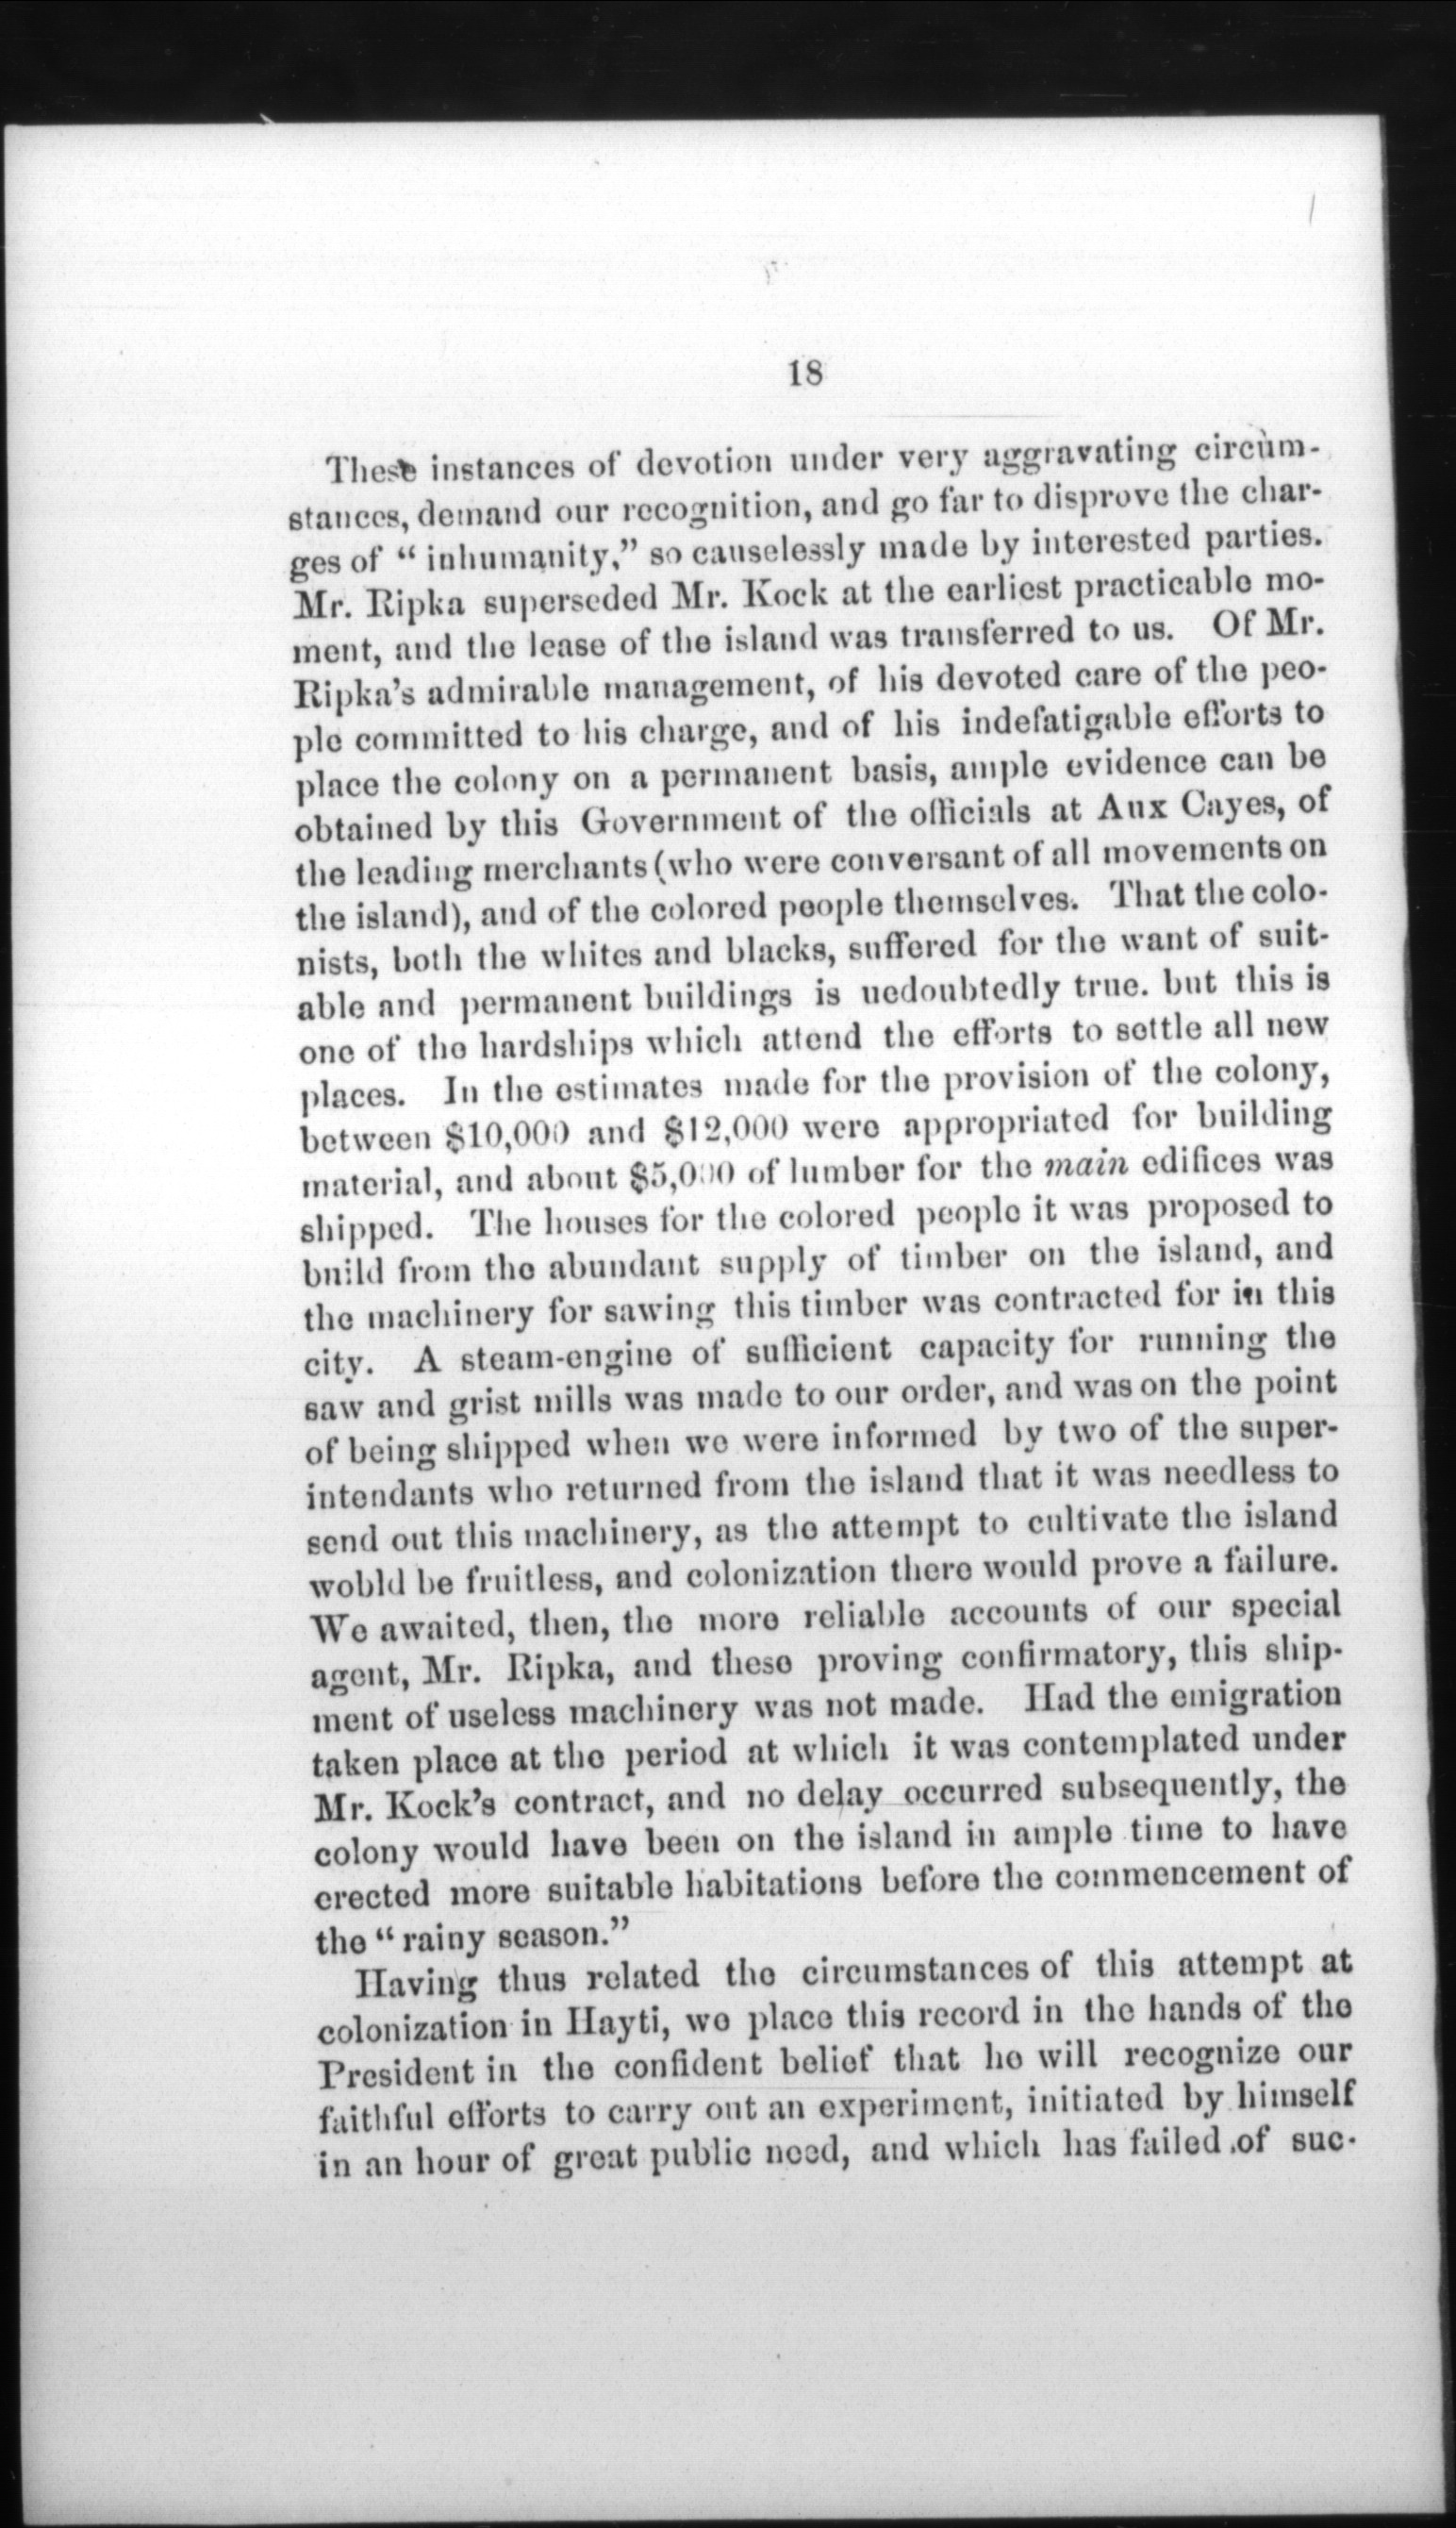 18
These instances of devotion under very aggravating circum-
stances, demand our recognition, and go far to disprove the char-
ges of " inhumanity," so causelessly made by interested parties.
Mr. Ripka superseded Mr. Kock at the earliest practicable mo-
ment, and the lease of the island was transferred to us. Of Mr.
Ripka's admirable management, of his devoted care of the peo-
ple committed to his charge, and of his indefatigable efforts to
place the colony on a permanent basis, ample evidence can be
obtained by this Government of the officials at Aux Cayes, of
the leading merchants (who were conversant of all movements on
the island), and of the colored people themselves. That the colo-
nists, both the whites and blacks, suffered for the want of suit-
able and permanent buildings is uedoubtedly true. but this is
one of the hardships which attend the efforts to settle all new
places. In the estimates made for the provision of the colony,
between $10,000 and $12,000 were appropriated for building
material, and about $5,000 of lumber for the main edifices was
shipped. The houses for the colored people it was proposed to
bnild from the abundant supply of timber on the island, and
the machinery for sawing this timber was contracted for in this
city. A steam-engine of sufficient capacity for running the
saw and grist mills was made to our order, and was on the point
of being shipped when we were informed by two of the super-
intendants who returned from the island that it was needless to
send out this machinery, as the attempt to cultivate the island
wobld be fruitless, and colonization there would prove a failure.
We awaited, then, the more reliable accounts of our special
agent, Mr. Ripka, and these proving confirmatory, this ship-
ment of useless machinery was not made. Had the emigration
taken place at the period at which it was contemplated under
Mr. Kock's contract, and no delay occurred subsequently, the
colony would have been on the island in ample time to have
erected more suitable habitations before the commencement of
the " rainy season."
Having thus related the circumstances of this attempt at
colonization in Hayti, we place this record in the hands of the
President in the confident belief that he will recognize our
faithful efforts to carry out an experiment, initiated by himself
in an hour of great public need, and which has failed of suc-